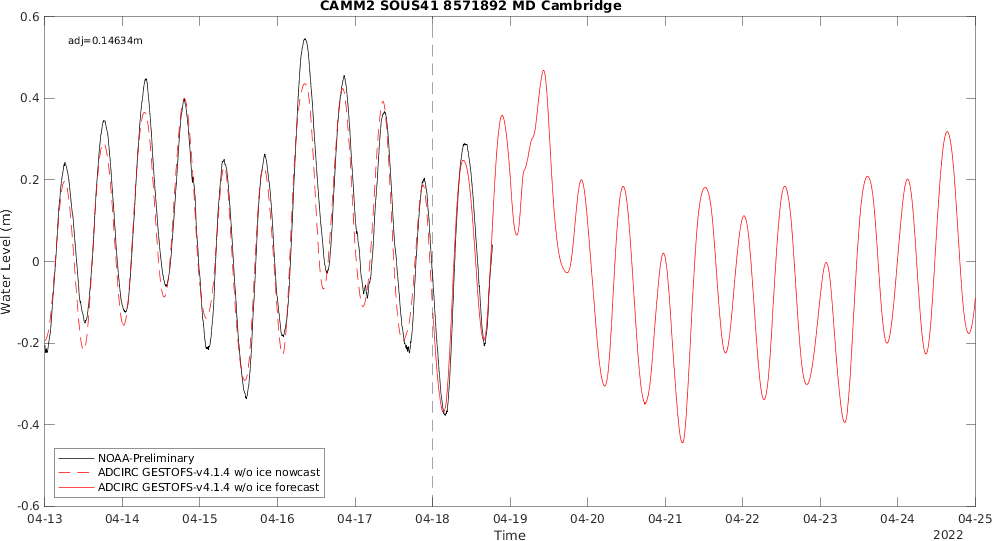 CAMM2 SOUS41 8571892 MD Cambridge
adj=0.14634m
Water Level (m)
0.6
0.4
0.2
0
-0.2
-0.4
-0.6
NOAA-Preliminary
ADCIRC GESTOFS-v4.1.4 w/o ice nowcast
ADCIRC GESTOFS-v4.1.4 w/o ice forecast
04-13 04-14 04-15 04-16 04-17 04-18 04-19 04-20 04-21 04-22 04-23 04-24 04-25
Time
2022